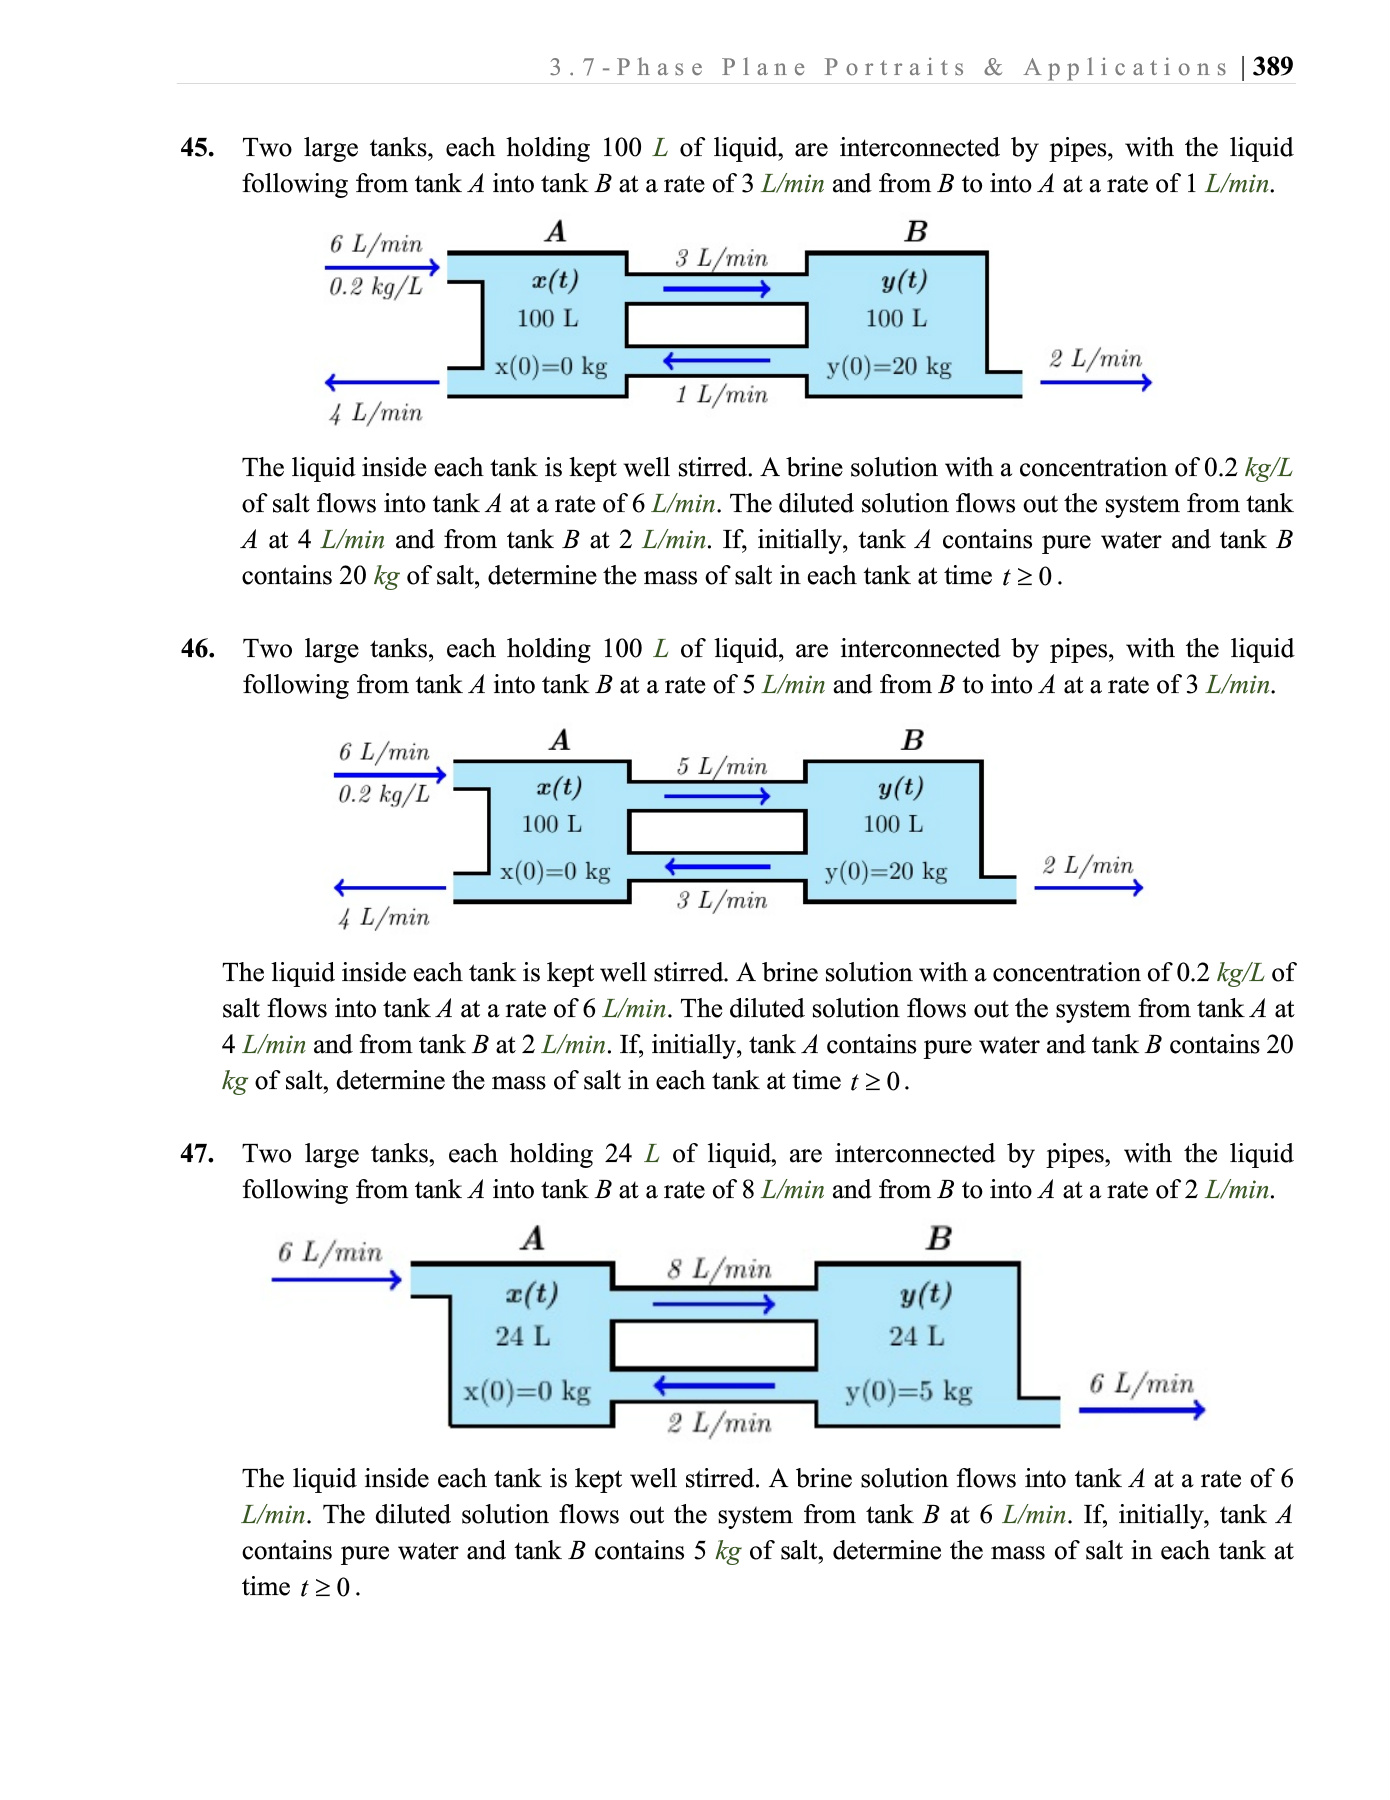 3.7-Phase Plane Portraits & Applications | 389
45. Two large tanks, each holding 100 L of liquid, are interconnected by pipes, with the liquid
following from tank A into tank B at a rate of 3 L/min and from B to into A at a rate of 1 L/min.
A B
6 L/min 3 L/min
0.2 kg/L x(t) y(t)
100 L 100 L
x(0)=0 kg y(0)=20 kg 2 L/min
4 L/min 1 L/min
The liquid inside each tank is kept well stirred. A brine solution with a concentration of 0.2 kg/L
of salt flows into tank A at a rate of 6 L/min. The diluted solution flows out the system from tank
A at 4 L/min and from tank B at 2 L/min. If, initially, tank A contains pure water and tank B
contains 20 kg of salt, determine the mass of salt in each tank at time t ≥ 0.
46. Two large tanks, each holding 100 L of liquid, are interconnected by pipes, with the liquid
following from tank A into tank B at a rate of 5 L/min and from B to into A at a rate of 3 L/min.
A B
6 L/min 5 L/min
0.2 kg/L x(t) y(t)
100 L 100 L
x(0)=0 kg y(0)=20 kg 2 L/min
4 L/min 3 L/min
The liquid inside each tank is kept well stirred. A brine solution with a concentration of 0.2 kg/L of
salt flows into tank A at a rate of 6 L/min. The diluted solution flows out the system from tank A at
4 L/min and from tank B at 2 L/min. If, initially, tank A contains pure water and tank B contains 20
kg of salt, determine the mass of salt in each tank at time t ≥ 0.
47. Two large tanks, each holding 24 L of liquid, are interconnected by pipes, with the liquid
following from tank A into tank B at a rate of 8 L/min and from B to into A at a rate of 2 L/min.
A B
6 L/min 8 L/min
x(t) y(t)
24 L 24 L
x(0)=0 kg y(0)=5 kg 6 L/min
2 L/min
The liquid inside each tank is kept well stirred. A brine solution flows into tank A at a rate of 6
L/min. The diluted solution flows out the system from tank B at 6 L/min. If, initially, tank A
contains pure water and tank B contains 5 kg of salt, determine the mass of salt in each tank at
time t ≥ 0.